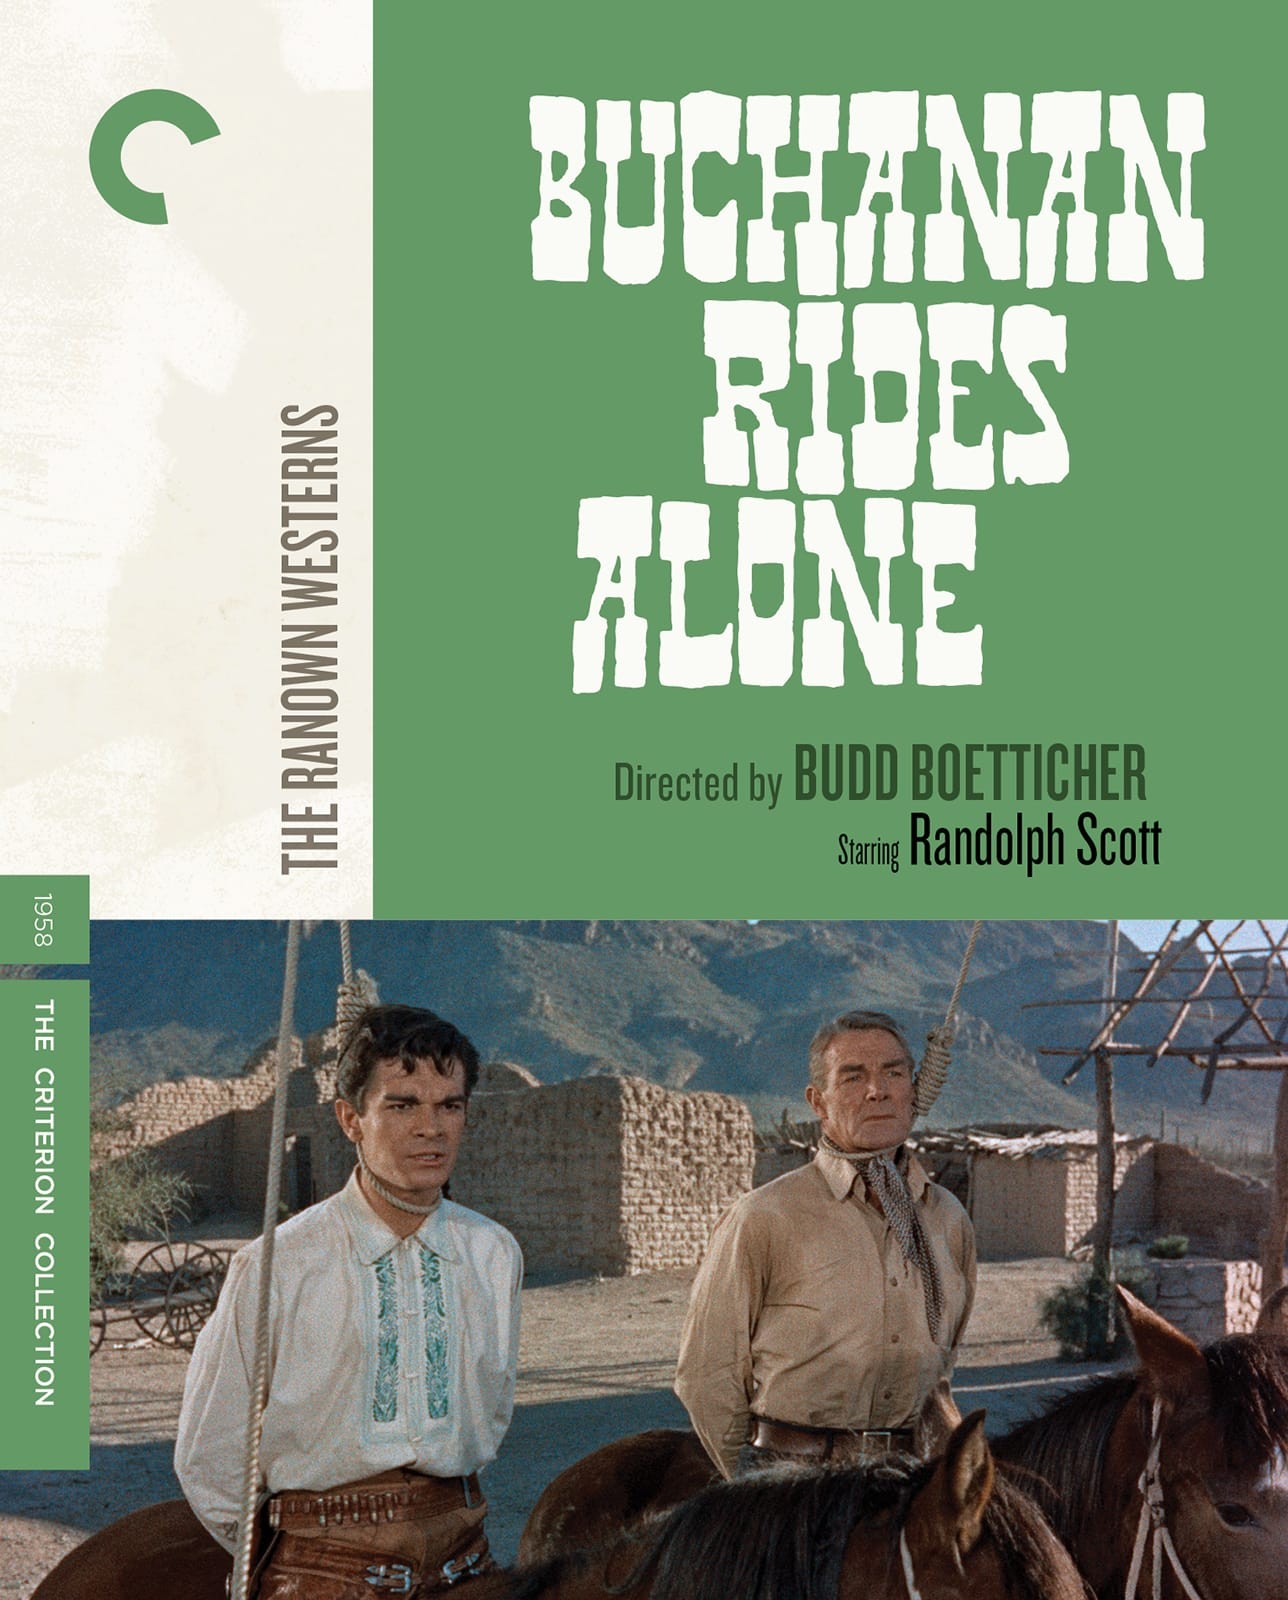 BUCHANAN
RIDES
ALONE
Directed by BUDD BOETTICHER
Starring Randolph Scott
THE RANOWN WESTERNS
1958
THE CRITERION COLLECTION